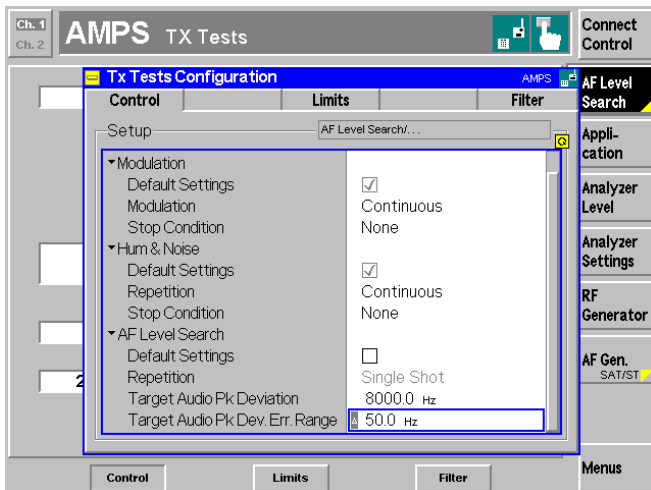 Ch. 1
Ch. 2
AMPS TX Tests
Connect
Control
Tx Tests Configuration
AMPS
Control
Limits
Filter
Setup
AF Level Search/...
Modulation
Default Settings
Modulation Continuous
Stop Condition None
Hum & Noise
Default Settings
Repetition Continuous
Stop Condition None
AF Level Search
Default Settings
Repetition Single Shot
Target Audio Pk Deviation 8000.0 Hz
Target Audio Pk Dev. Err. Range 50.0 Hz
2
AF Level
Search
Appli-
cation
Analyzer
Level
Analyzer
Settings
RF
Generator
AF Gen.
SAT/ST
Menus
Control
Limits
Filter